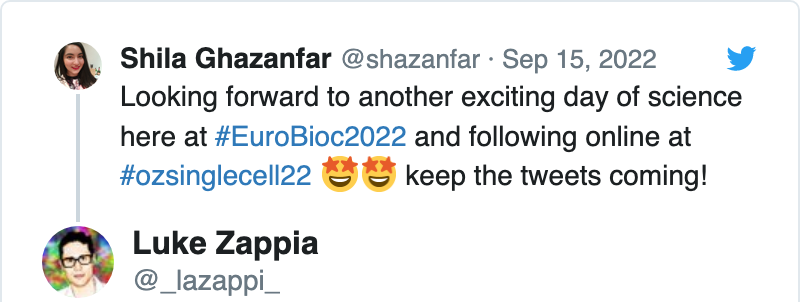 Shila Ghazanfar @shazanfar · Sep 15, 2022
Looking forward to another exciting day of science
here at #EuroBioc2022 and following online at
#ozsinglecell22 🤩🤩 keep the tweets coming!
Luke Zappia
@_lazappi_